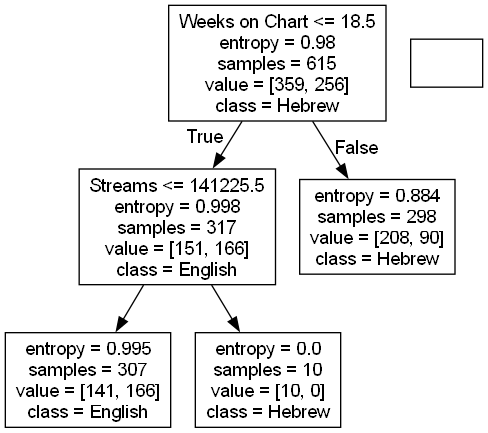 Weeks on Chart <= 18.5
entropy = 0.98
samples = 615
value = [359, 256]
class = Hebrew
True
False
Streams <= 141225.5
entropy = 0.998
samples = 317
value = [151, 166]
class = English
entropy = 0.884
samples = 298
value = [208, 90]
class = Hebrew
entropy = 0.995
samples = 307
value = [141, 166]
class = English
entropy = 0.0
samples = 10
value = [10, 0]
class = Hebrew